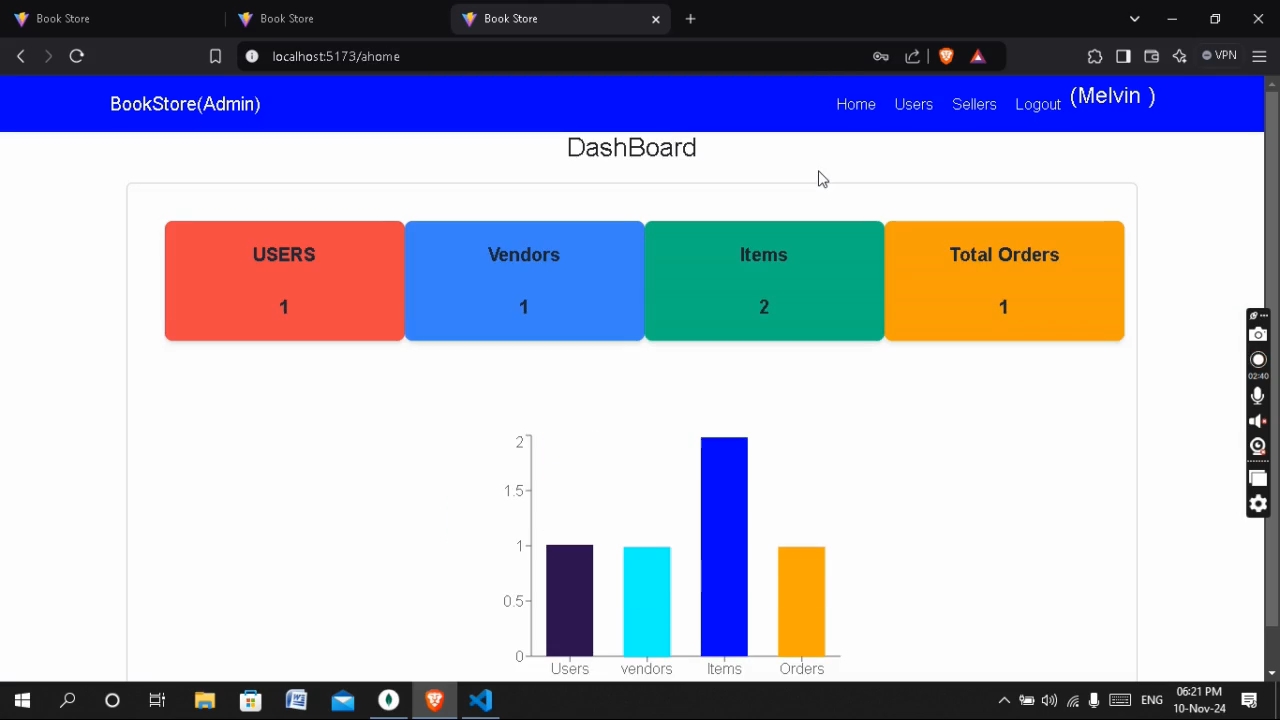 Book Store
Book Store
Book Store
localhost:5173/ahome
VPN
BookStore(Admin)
Home Users Sellers Logout (Melvin )
DashBoard
USERS Vendors Items Total Orders
1 1 2 1
02:40
2
1.5
1
0.5
0
Users vendors Items Orders
ENG
06:21 PM
10-Nov-24